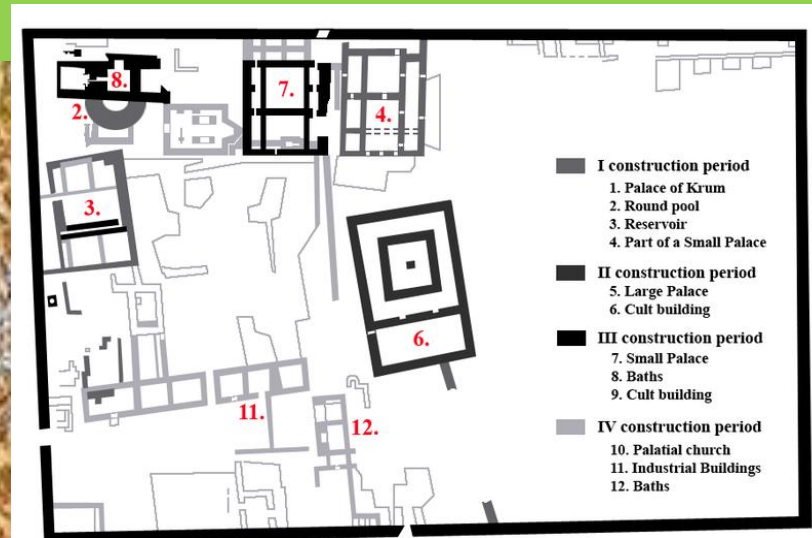 8.
7.
2.
4.
3.
6.
11.
12.
I construction period
1. Palace of Krum
2. Round pool
3. Reservoir
4. Part of a Small Palace
II construction period
5. Large Palace
6. Cult building
III construction period
7. Small Palace
8. Baths
9. Cult building
IV construction period
10. Palatial church
11. Industrial Buildings
12. Baths